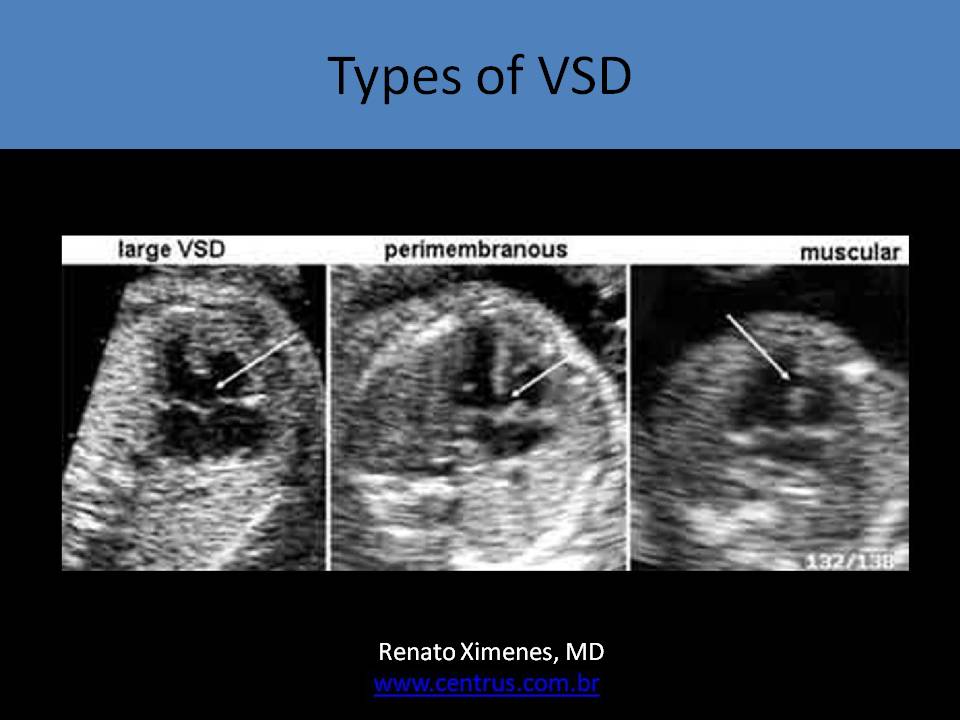 Types of VSD
large VSD
perimembranous
muscular
132/138
Renato Ximenes, MD
www.centrus.com.br